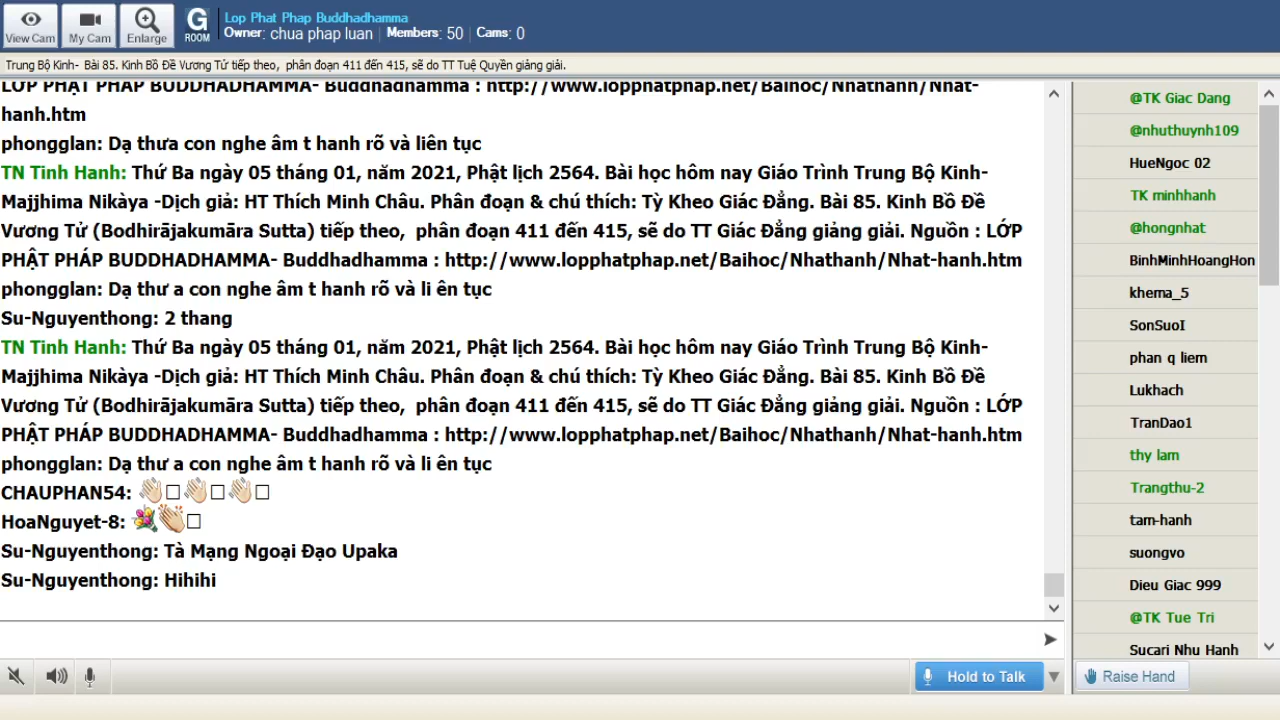 View Cam
My Cam
Enlarge
G
ROOM
Lop Phat Phap Buddhadhamma
Owner: chua phap luan | Members: 50 | Cams: 0
Trung Bộ Kinh- Bài 85. Kinh Bồ Đề Vương Tử tiếp theo, phân đoạn 411 đến 415, sẽ do TT Tuệ Quyền giảng giải.
LỚP PHẬT PHÁP BUDDHADHAMMA- Buddhadhamma : http://www.lopphatphap.net/Baihoc/Nhathanh/Nhat-
hanh.htm
phongglan: Dạ thưa con nghe âm t hanh rõ và liên tục
TN Tinh Hanh: Thứ Ba ngày 05 tháng 01, năm 2021, Phật lịch 2564. Bài học hôm nay Giáo Trình Trung Bộ Kinh-
Majjhima Nikàya -Dịch giả: HT Thích Minh Châu. Phân đoạn & chú thích: Tỳ Kheo Giác Đẳng. Bài 85. Kinh Bồ Đề
Vương Tử (Bodhirājakumāra Sutta) tiếp theo, phân đoạn 411 đến 415, sẽ do TT Giác Đẳng giảng giải. Nguồn : LỚP
PHẬT PHÁP BUDDHADHAMMA- Buddhadhamma : http://www.lopphatphap.net/Baihoc/Nhathanh/Nhat-hanh.htm
phongglan: Dạ thư a con nghe âm t hanh rõ và li ên tục
Su-Nguyenthong: 2 thang
TN Tinh Hanh: Thứ Ba ngày 05 tháng 01, năm 2021, Phật lịch 2564. Bài học hôm nay Giáo Trình Trung Bộ Kinh-
Majjhima Nikàya -Dịch giả: HT Thích Minh Châu. Phân đoạn & chú thích: Tỳ Kheo Giác Đẳng. Bài 85. Kinh Bồ Đề
Vương Tử (Bodhirājakumāra Sutta) tiếp theo, phân đoạn 411 đến 415, sẽ do TT Giác Đẳng giảng giải. Nguồn : LỚP
PHẬT PHÁP BUDDHADHAMMA- Buddhadhamma : http://www.lopphatphap.net/Baihoc/Nhathanh/Nhat-hanh.htm
phongglan: Dạ thư a con nghe âm t hanh rõ và li ên tục
CHAUPHAN54: 👋🏻□👋🏻□👋🏻□
HoaNguyet-8: 💐👏🏻□
Su-Nguyenthong: Tà Mạng Ngoại Đạo Upaka
Su-Nguyenthong: Hihihi
Hold to Talk
@TK Giac Dang
@nhuthuynh109
HueNgoc 02
TK minhhanh
@hongnhat
BinhMinhHoangHon
khema_5
SonSuoI
phan q liem
Lukhach
TranDao1
thy lam
Trangthu-2
tam-hanh
suongvo
Dieu Giac 999
@TK Tue Tri
Sucari Nhu Hanh
Raise Hand